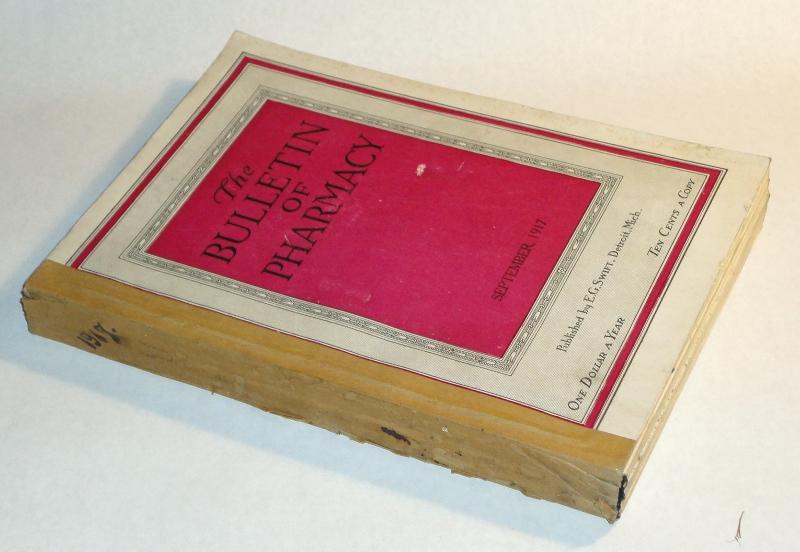 The
BULLETIN
OF
PHARMACY
SEPTEMBER 1917
Published by E.G. SWIFT, Detroit, Mich.
ONE DOLLAR A YEAR
TEN CENTS A COPY
1917.